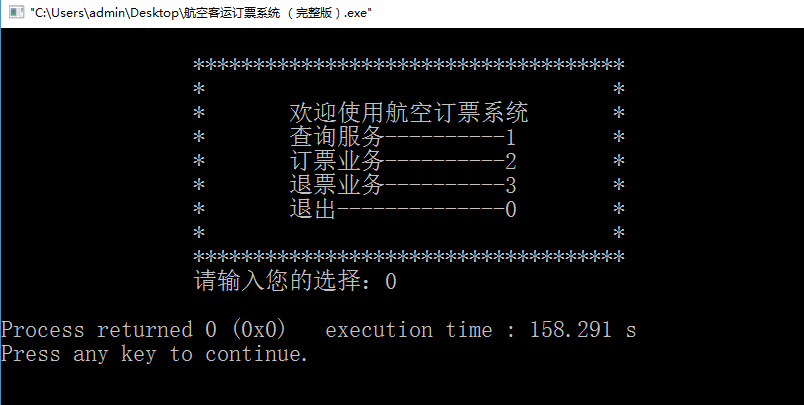 "C:\Users\admin\Desktop\航空客运订票系统 （完整版）.exe"
************************************
*                                  *
*       欢迎使用航空订票系统       *
*       查询服务----------1        *
*       订票业务----------2        *
*       退票业务----------3        *
*       退出--------------0        *
*                                  *
************************************
请输入您的选择：0
Process returned 0 (0x0)   execution time : 158.291 s
Press any key to continue.